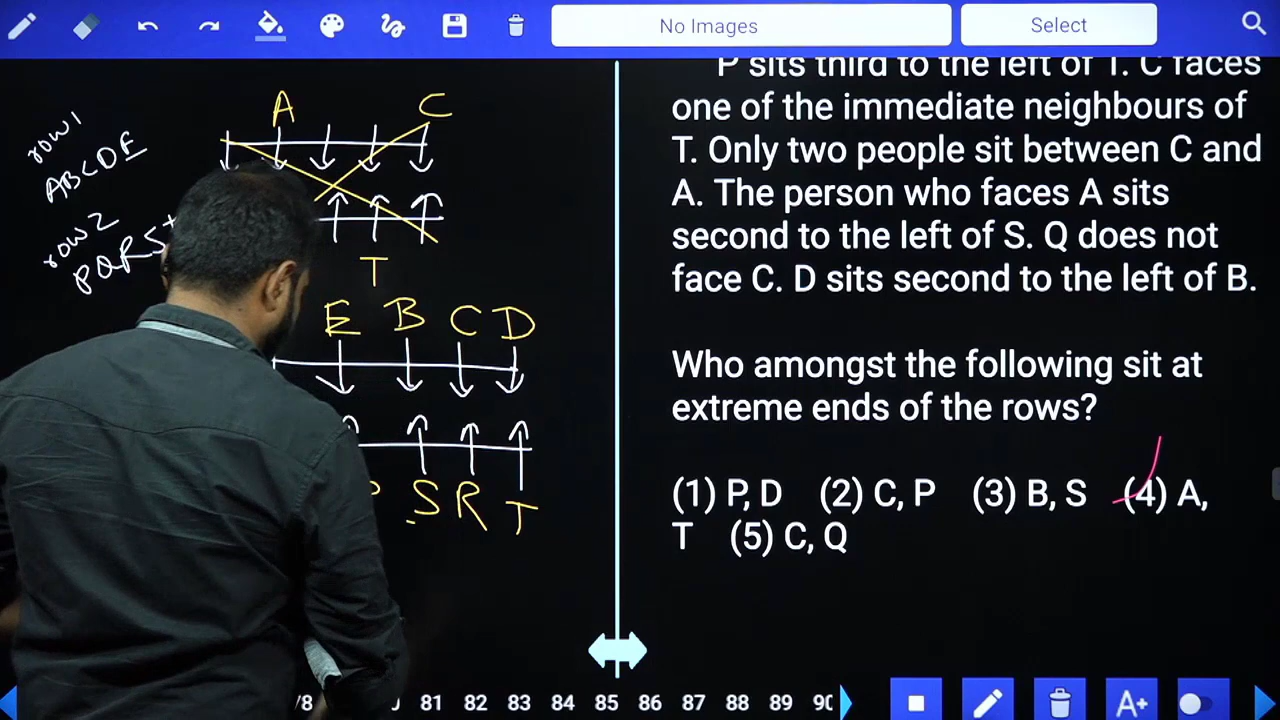 No Images
Select
P sits third to the left of T. C faces
one of the immediate neighbours of
T. Only two people sit between C and
A. The person who faces A sits
second to the left of S. Q does not
face C. D sits second to the left of B.
Who amongst the following sit at
extreme ends of the rows?
(1) P, D (2) C, P (3) B, S (4) A,
T (5) C, Q
row1
ABCDE
row2
PQRST
A C
T
E B C D
P S R T
81 82 83 84 85 86 87 88 89
A+